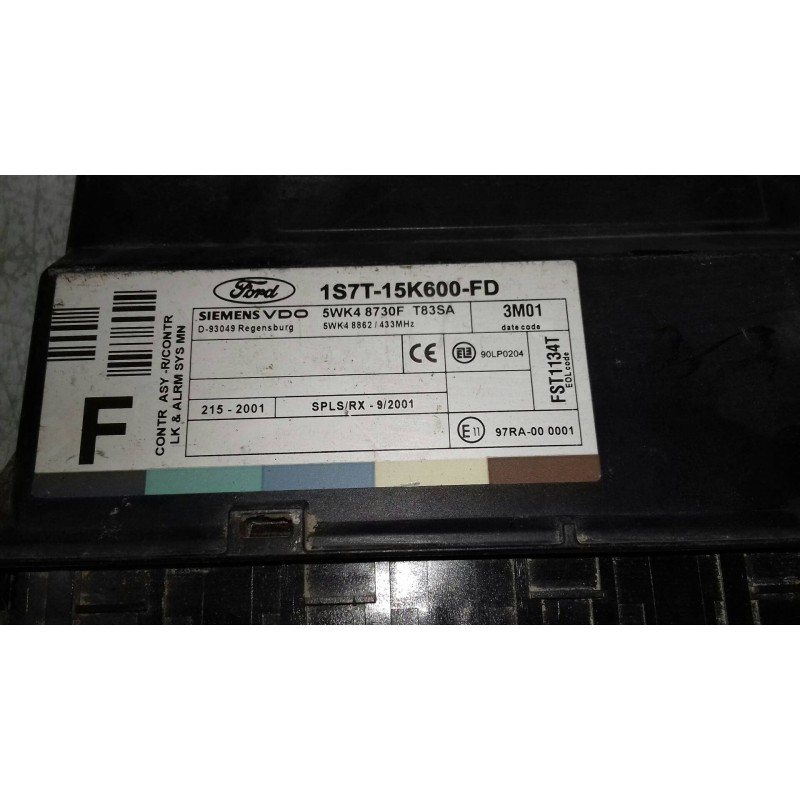 Ford
1S7T-15K600-FD
SIEMENS VDO
D-93049 Regensburg
5WK4 8730F T83SA
5WK4 8862 / 433MHz
3M01
date code
CE
90LP0204
FST1134T
EOL code
215 - 2001
SPLS/RX - 9/2001
E11
97RA-00 0001
F
CONTR ASY -R/CONTR
LK & ALRM SYS MN